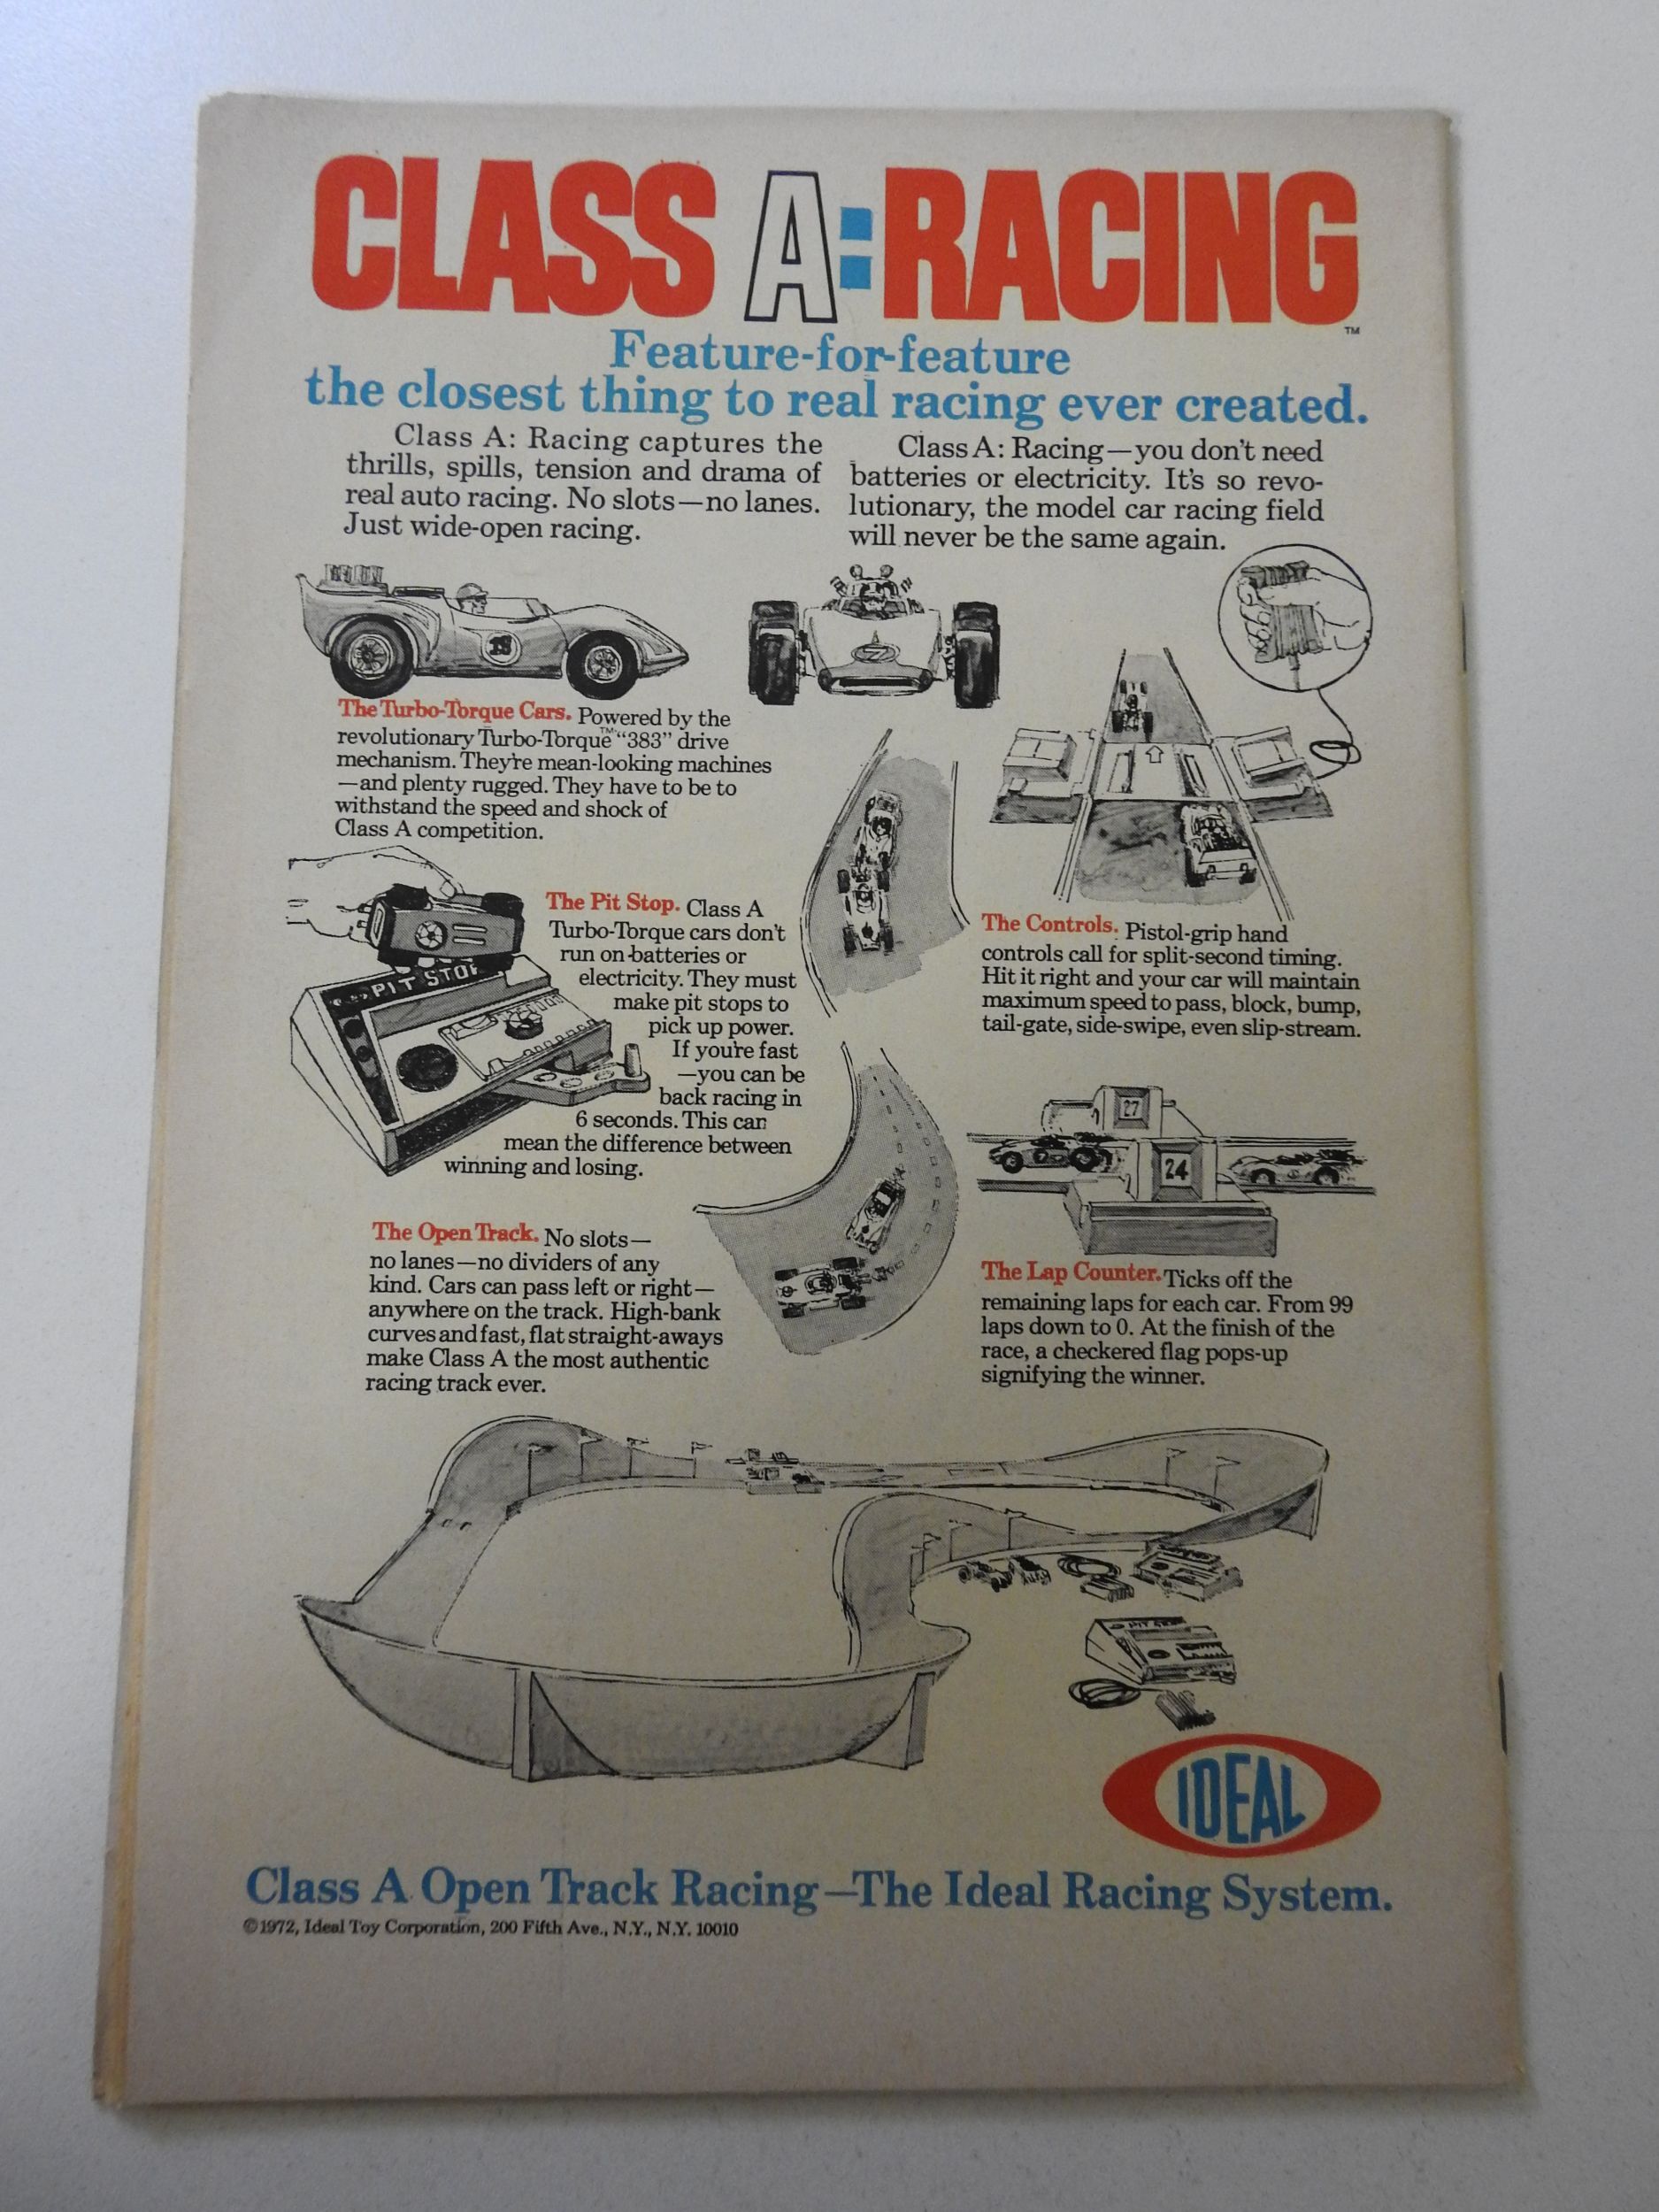 CLASS A:RACING
TM
Feature-for-feature
the closest thing to real racing ever created.
Class A: Racing captures the
thrills, spills, tension and drama of
real auto racing. No slots—no lanes.
Just wide-open racing.
Class A: Racing—you don't need
batteries or electricity. It's so revo-
lutionary, the model car racing field
will never be the same again.
The Turbo-Torque Cars. Powered by the
revolutionary Turbo-Torque™ “383” drive
mechanism. They're mean-looking machines
—and plenty rugged. They have to be to
withstand the speed and shock of
Class A competition.
PIT STOP
The Pit Stop. Class A
Turbo-Torque cars don't
run on batteries or
electricity. They must
make pit stops to
pick up power.
If you're fast
—you can be
back racing in
6 seconds. This can
mean the difference between
winning and losing.
The Controls. Pistol-grip hand
controls call for split-second timing.
Hit it right and your car will maintain
maximum speed to pass, block, bump,
tail-gate, side-swipe, even slip-stream.
27
24
The Open Track. No slots—
no lanes—no dividers of any
kind. Cars can pass left or right—
anywhere on the track. High-bank
curves and fast, flat straight-aways
make Class A the most authentic
racing track ever.
The Lap Counter. Ticks off the
remaining laps for each car. From 99
laps down to 0. At the finish of the
race, a checkered flag pops-up
signifying the winner.
IDEAL
Class A Open Track Racing—The Ideal Racing System.
©1972, Ideal Toy Corporation, 200 Fifth Ave., N.Y., N.Y. 10010